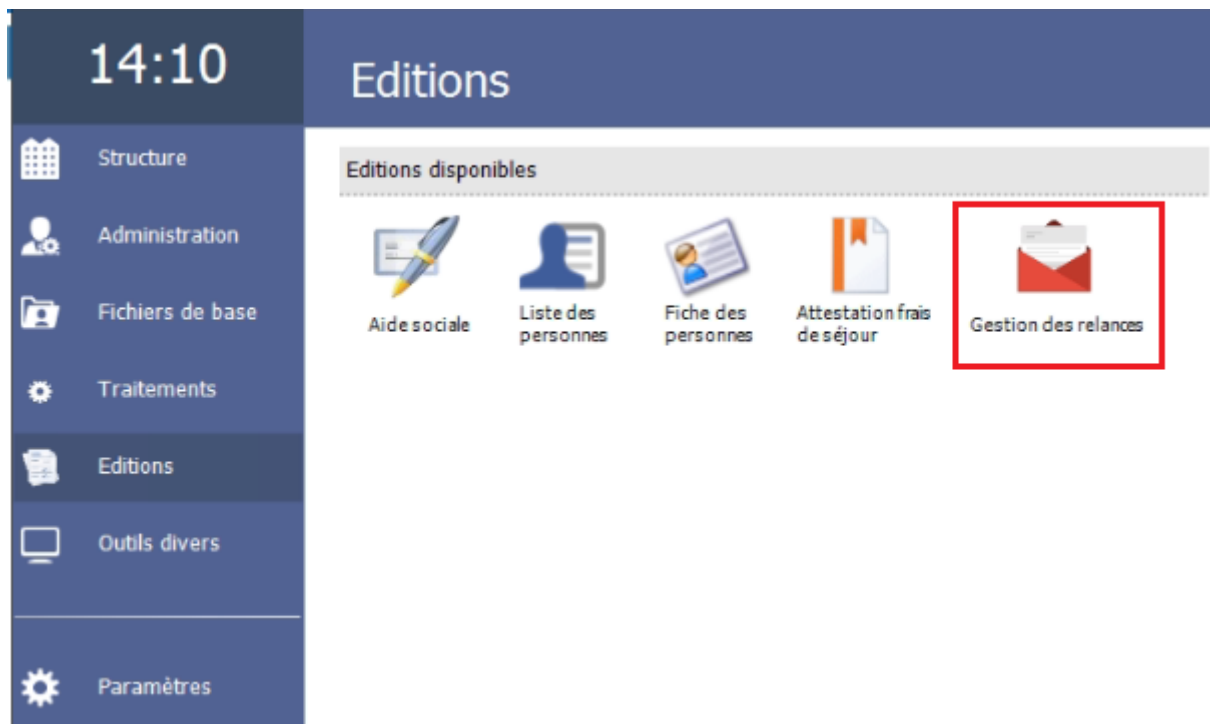 14:10
Editions
Structure
Administration
Fichiers de base
Traitements
Editions
Outils divers
Paramètres
Editions disponibles
Aide sociale
Liste des
personnes
Fiche des
personnes
Attestation frais
de séjour
Gestion des relances